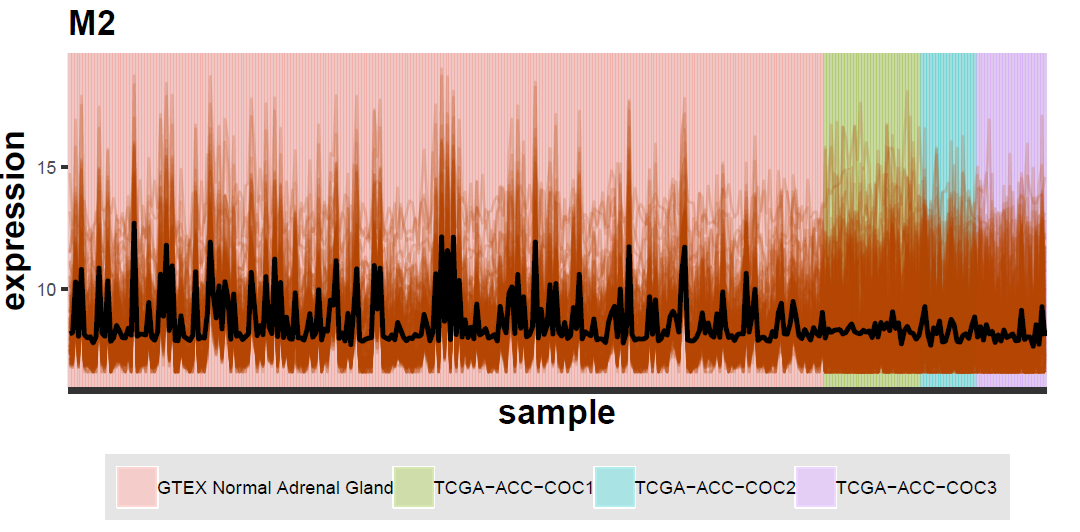 M2
expression
15
10
sample
GTEX Normal Adrenal Gland TCGA−ACC−COC1 TCGA−ACC−COC2 TCGA−ACC−COC3